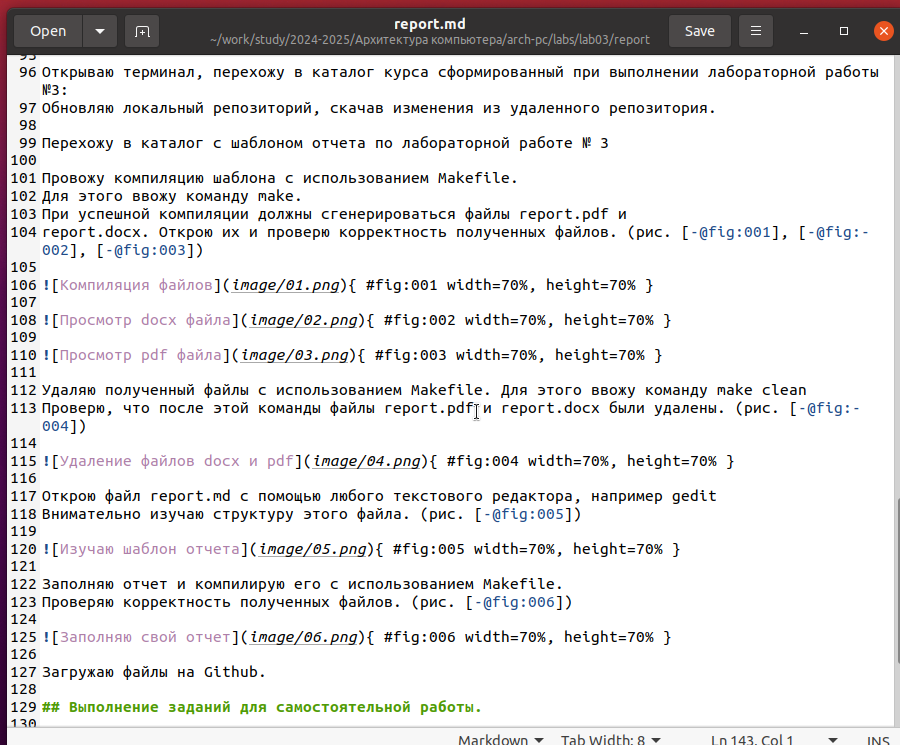 Open
report.md
~/work/study/2024-2025/Архитектура компьютера/arch-pc/labs/lab03/report
Save
95
96 Открываю терминал, перехожу в каталог курса сформированный при выполнении лабораторной работы
№3:
97 Обновляю локальный репозиторий, скачав изменения из удаленного репозитория.
98
99 Перехожу в каталог с шаблоном отчета по лабораторной работе № 3
100
101 Провожу компиляцию шаблона с использованием Makefile.
102 Для этого ввожу команду make.
103 При успешной компиляции должны сгенерироваться файлы report.pdf и
104 report.docx. Открою их и проверю корректность полученных файлов. (рис. [-@fig:001], [-@fig:-
002], [-@fig:003])
105
106 ![Компиляция файлов](image/01.png){ #fig:001 width=70%, height=70% }
107
108 ![Просмотр docx файла](image/02.png){ #fig:002 width=70%, height=70% }
109
110 ![Просмотр pdf файла](image/03.png){ #fig:003 width=70%, height=70% }
111
112 Удаляю полученный файлы с использованием Makefile. Для этого ввожу команду make clean
113 Проверю, что после этой команды файлы report.pdf и report.docx были удалены. (рис. [-@fig:-
004])
114
115 ![Удаление файлов docx и pdf](image/04.png){ #fig:004 width=70%, height=70% }
116
117 Открою файл report.md с помощью любого текстового редактора, например gedit
118 Внимательно изучаю структуру этого файла. (рис. [-@fig:005])
119
120 ![Изучаю шаблон отчета](image/05.png){ #fig:005 width=70%, height=70% }
121
122 Заполняю отчет и компилирую его с использованием Makefile.
123 Проверяю корректность полученных файлов. (рис. [-@fig:006])
124
125 ![Заполняю свой отчет](image/06.png){ #fig:006 width=70%, height=70% }
126
127 Загружаю файлы на Github.
128
129 ## Выполнение заданий для самостоятельной работы.
130
Markdown Tab Width: 8 Ln 143, Col 1 INS